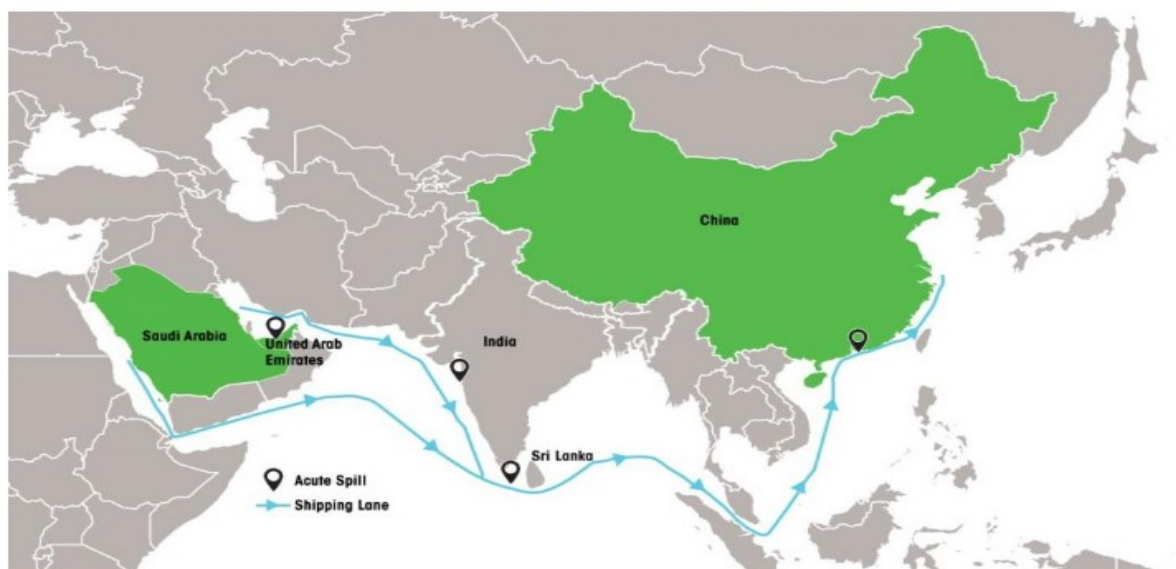 China
Saudi Arabia
United Arab
Emirates
India
Sri Lanka
Acute Spill
Shipping Lane